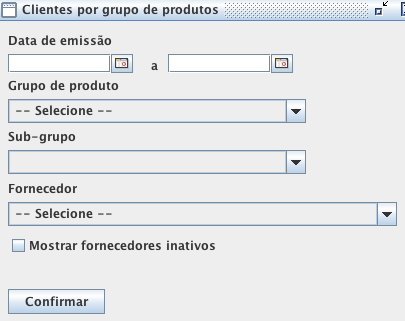 Clientes por grupo de produtos
Data de emissão
a
Grupo de produto
-- Selecione --
Sub-grupo
Fornecedor
-- Selecione --
Mostrar fornecedores inativos
Confirmar